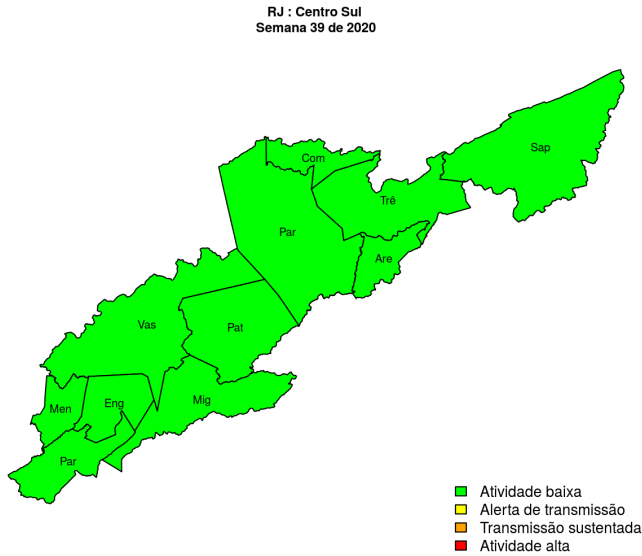 RJ : Centro Sul
Semana 39 de 2020
Sap
Com
Trê
Par
Are
Vas
Pat
Mig
Eng
Men
Par
Atividade baixa
Alerta de transmissão
Transmissão sustentada
Atividade alta